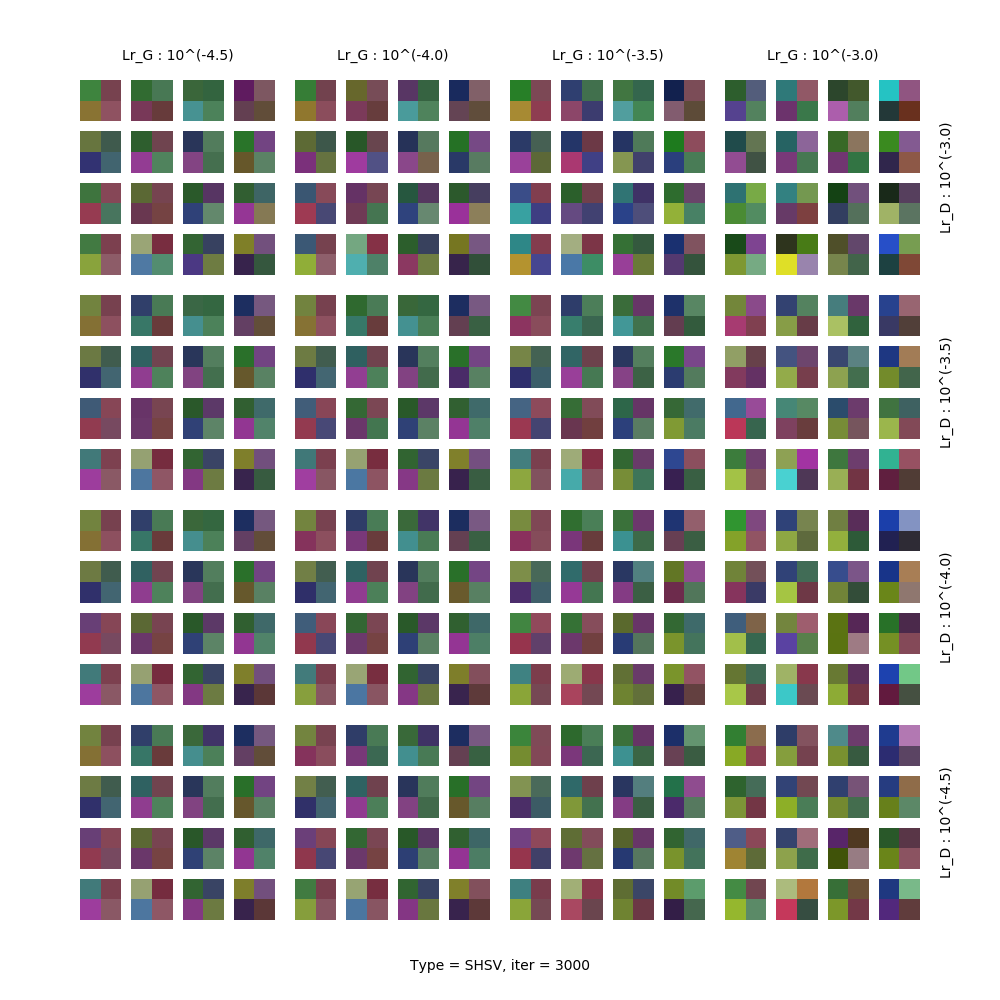 Lr_G : 10^(-4.5)
Lr_G : 10^(-4.0)
Lr_G : 10^(-3.5)
Lr_G : 10^(-3.0)
Lr_D : 10^(-3.0)
Lr_D : 10^(-3.5)
Lr_D : 10^(-4.0)
Lr_D : 10^(-4.5)
Type = SHSV, iter = 3000